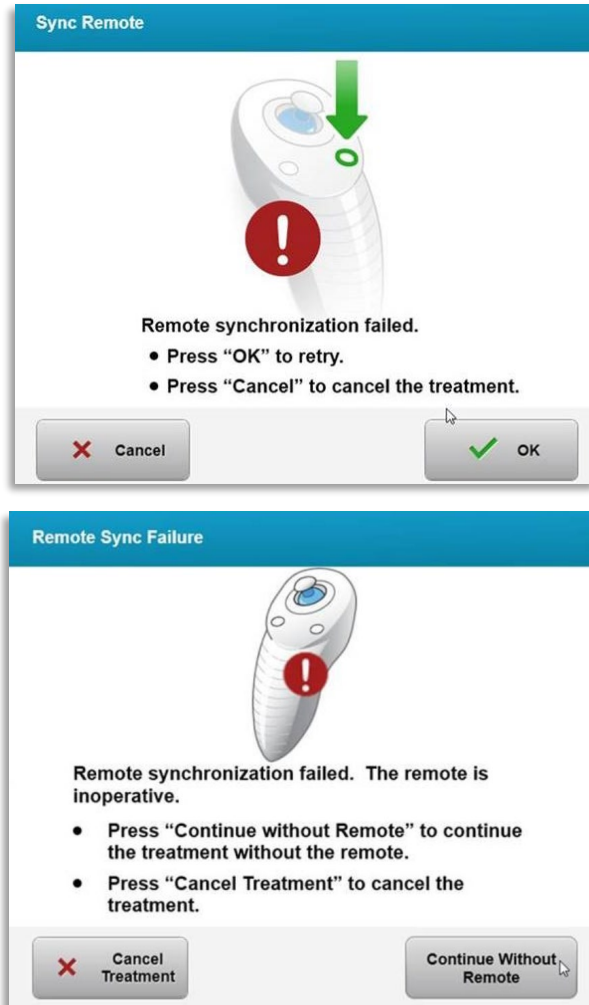 Sync Remote
Remote synchronization failed.
• Press “OK” to retry.
• Press “Cancel” to cancel the treatment.
Cancel
OK
Remote Sync Failure
Remote synchronization failed. The remote is
inoperative.
• Press “Continue without Remote” to continue
the treatment without the remote.
• Press “Cancel Treatment” to cancel the
treatment.
Cancel
Treatment
Continue Without
Remote